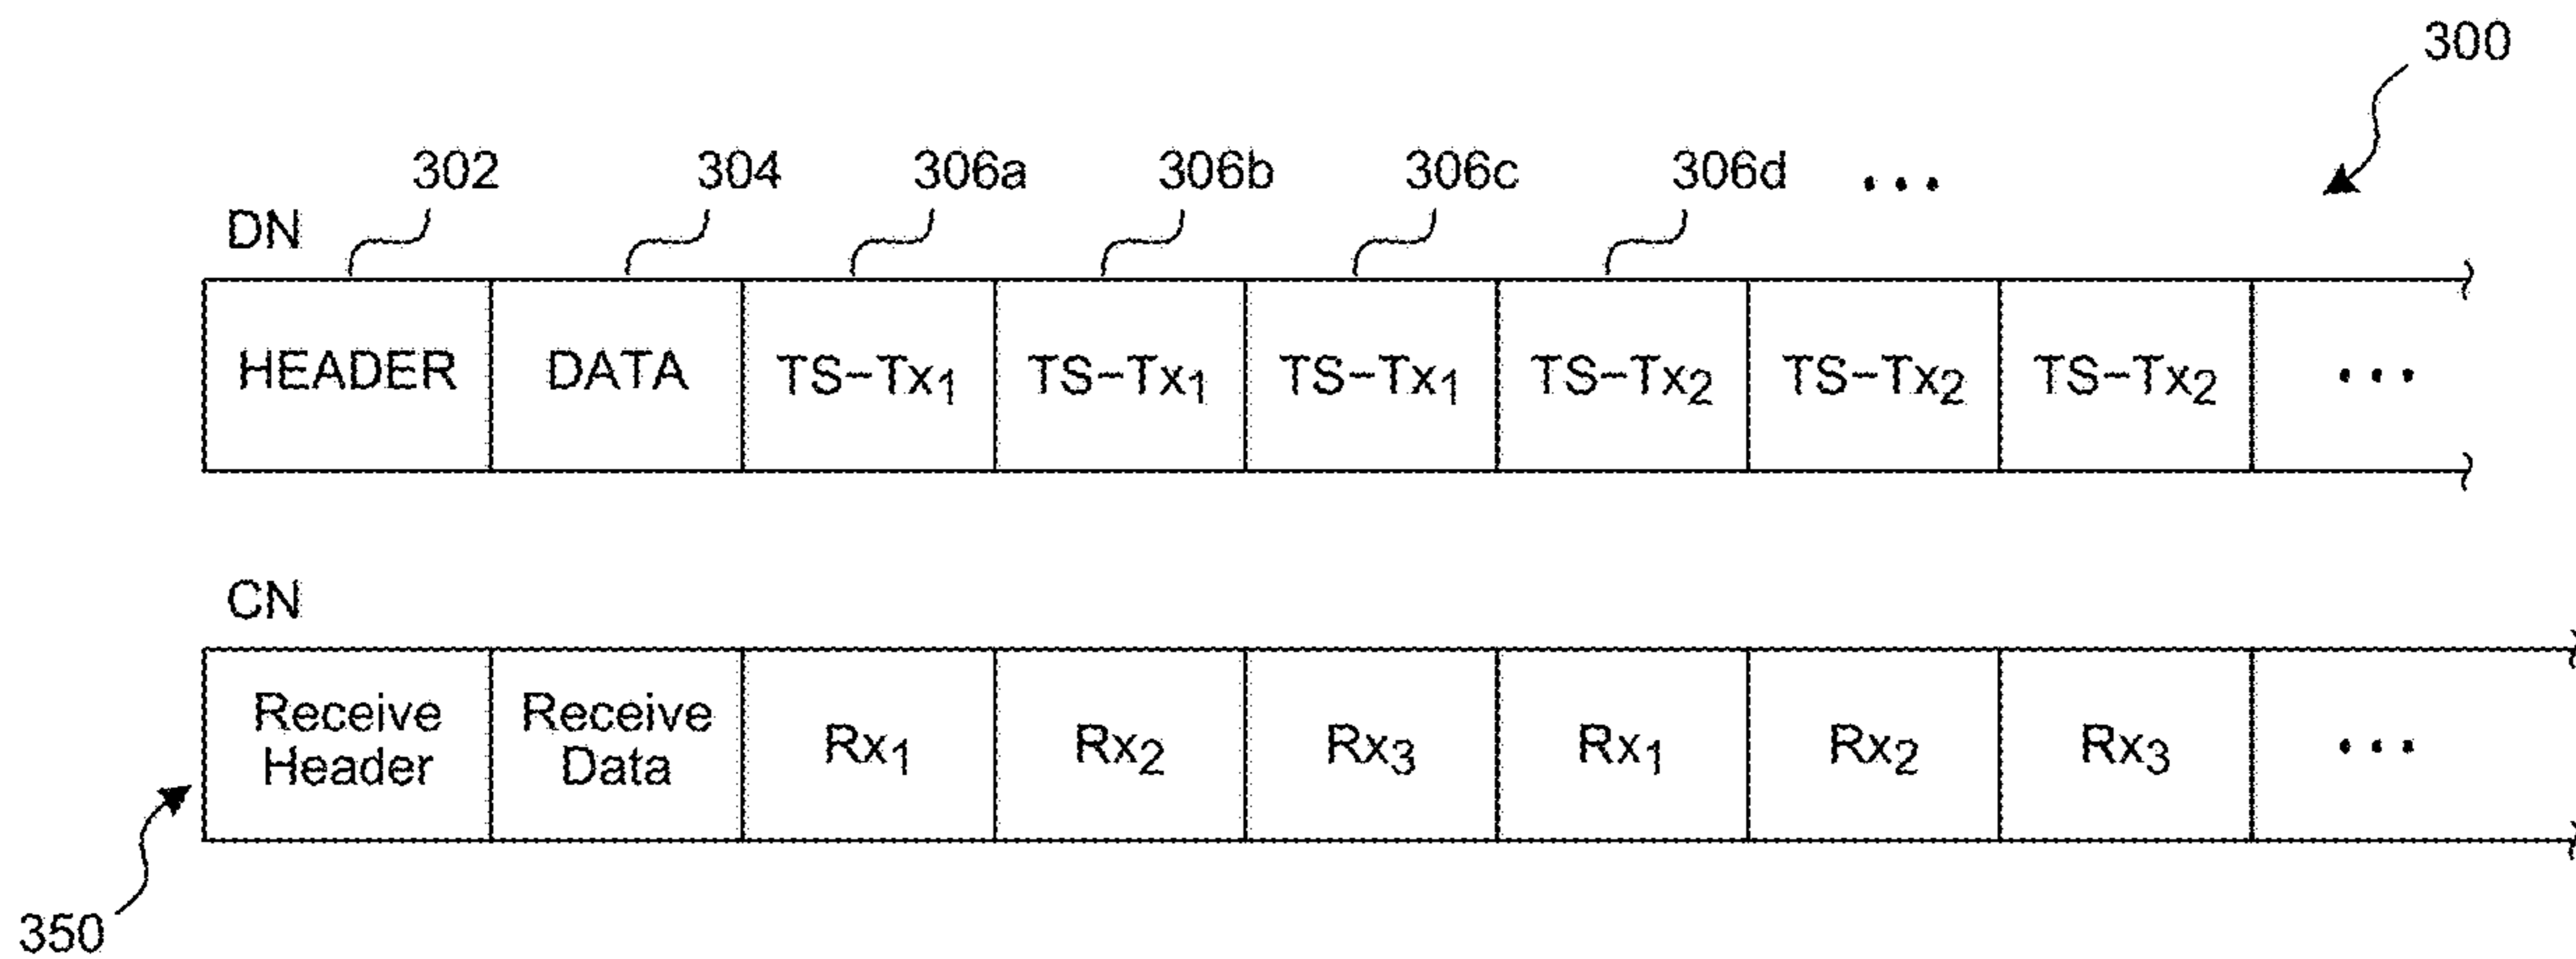 300
302 304 306a 306b 306c 306d ...
DN
HEADER DATA TS-Tx1 TS-Tx1 TS-Tx1 TS-Tx2 TS-Tx2 TS-Tx2 ...
CN
Receive Header Receive Data Rx1 Rx2 Rx3 Rx1 Rx2 Rx3 ...
350